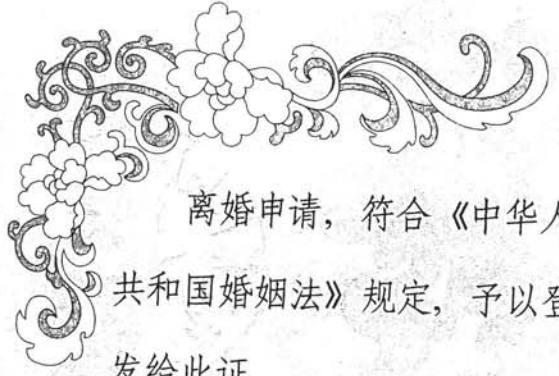 离婚申请，符合《中华人
共和国婚姻法》规定，予以登
发给此证